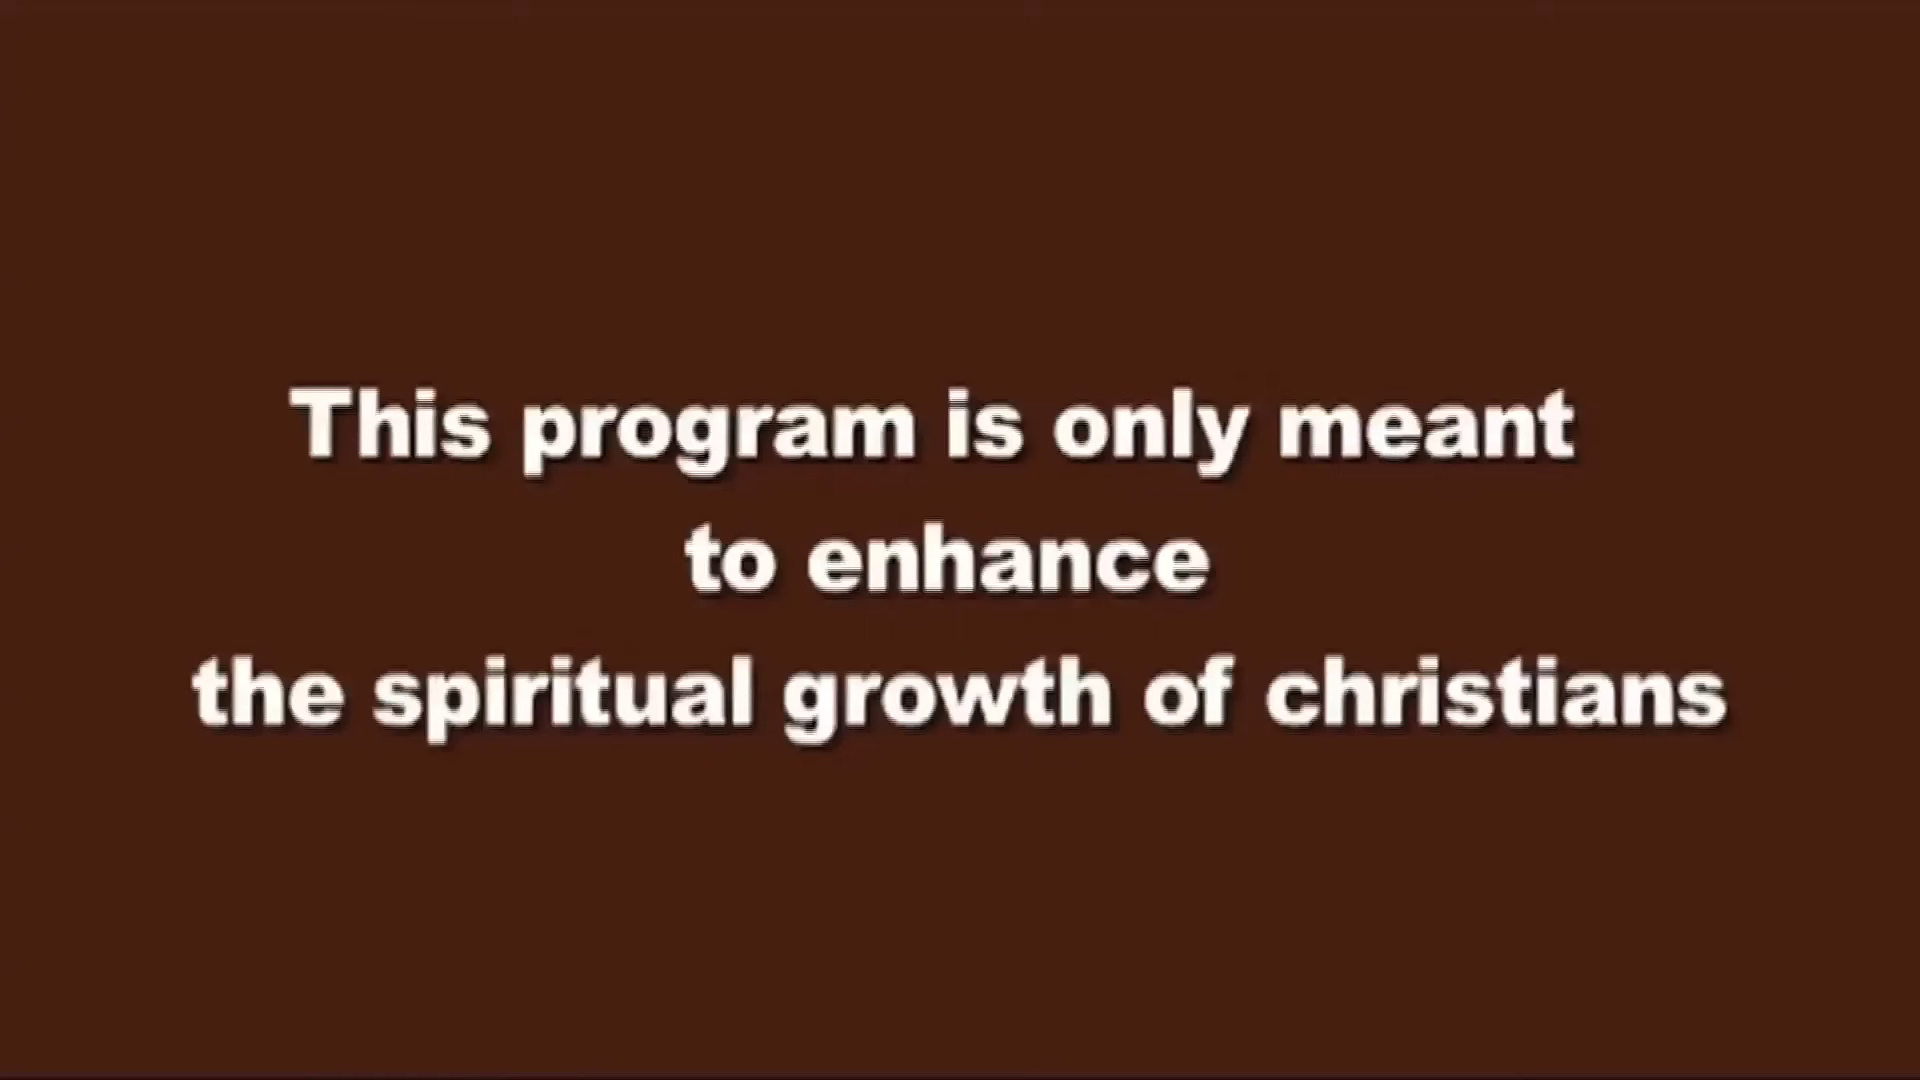 This program is only meant
to enhance
the spiritual growth of christians